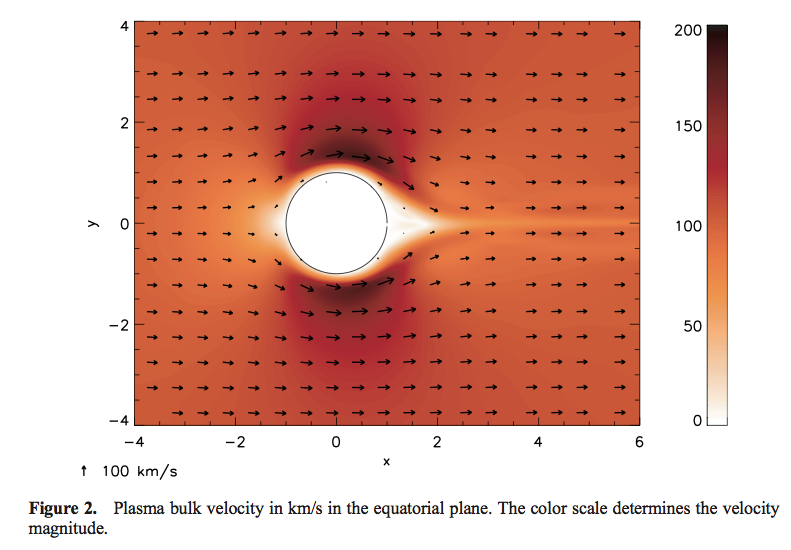 4
2
0
−2
−4
y
−4 −2 0 2 4 6
x
200
150
100
50
0
↑ 100 km/s
Figure 2. Plasma bulk velocity in km/s in the equatorial plane. The color scale determines the velocity
magnitude.